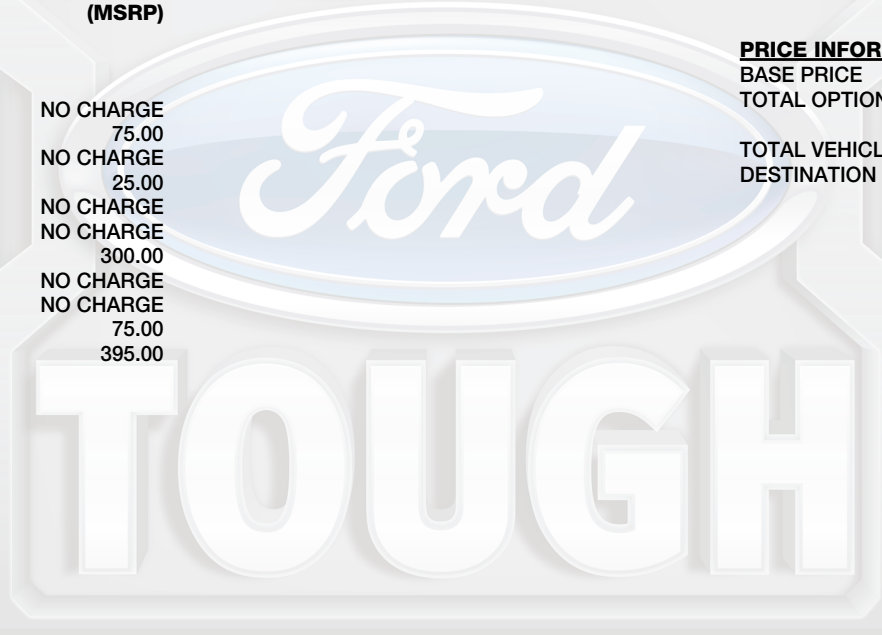 (MSRP)
NO CHARGE
75.00
NO CHARGE
25.00
NO CHARGE
NO CHARGE
300.00
NO CHARGE
NO CHARGE
75.00
395.00
PRICE INFOR
BASE PRICE
TOTAL OPTION
TOTAL VEHICL
DESTINATION
Ford
TOUGH